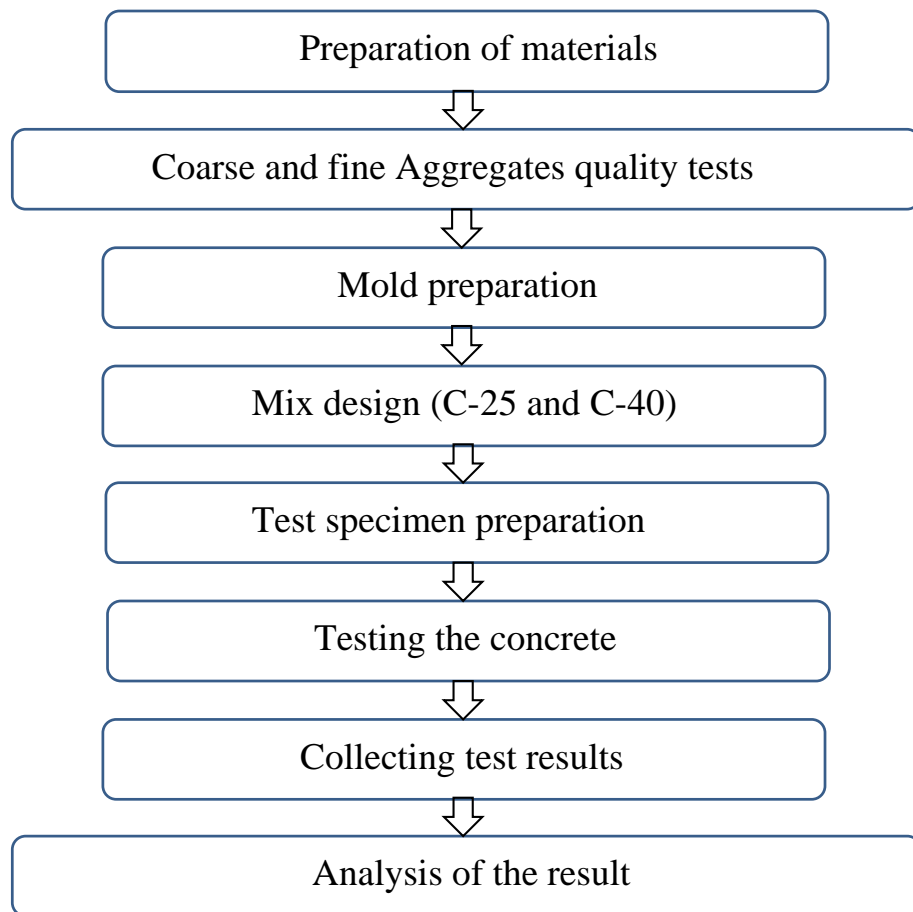 Preparation of materials
Coarse and fine Aggregates quality tests
Mold preparation
Mix design (C-25 and C-40)
Test specimen preparation
Testing the concrete
Collecting test results
Analysis of the result